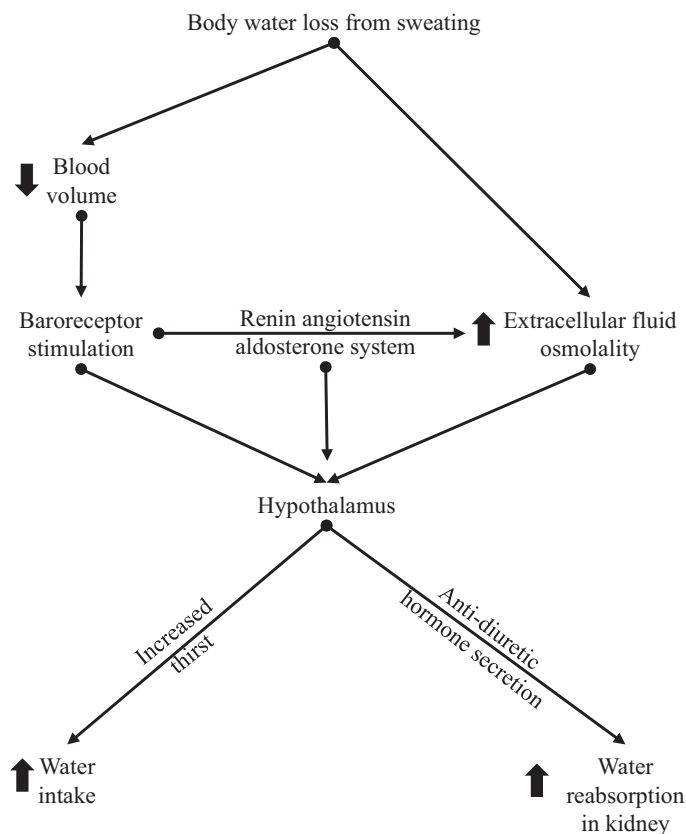 Body water loss from sweating
Blood
volume
Baroreceptor
stimulation
Renin angiotensin
aldosterone system
Extracellular fluid
osmolality
Hypothalamus
Increased
thirst
Anti-diuretic
hormone secretion
Water
intake
Water
reabsorption
in kidney